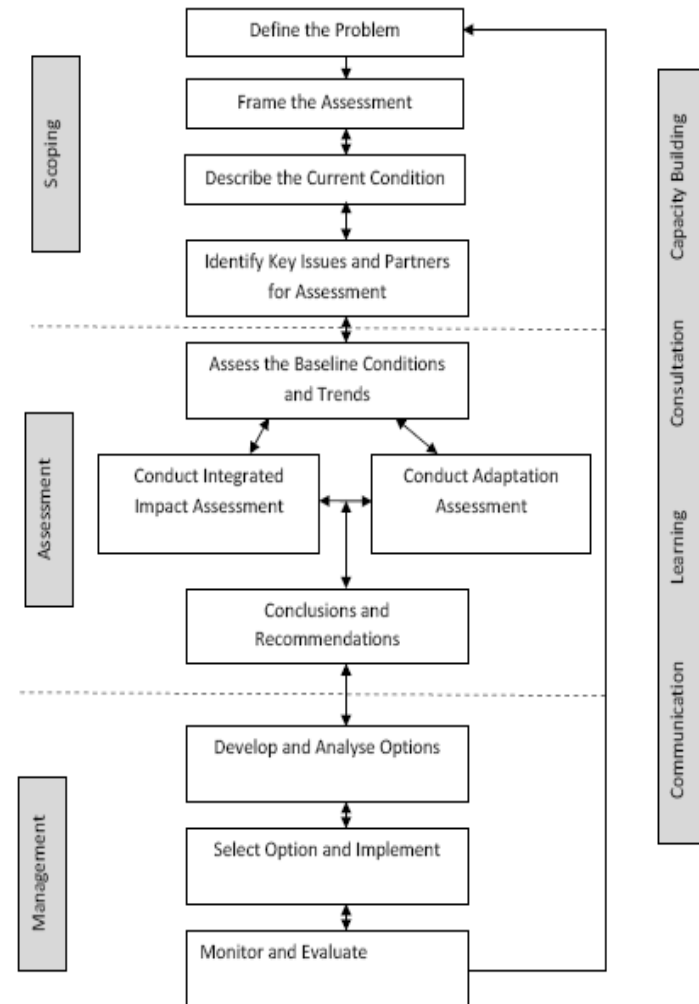 Define the Problem
Frame the Assessment
Describe the Current Condition
Identify Key Issues and Partners
for Assessment
Scoping
Assess the Baseline Conditions
and Trends
Conduct Integrated
Impact Assessment
Conduct Adaptation
Assessment
Conclusions and
Recommendations
Assessment
Develop and Analyse Options
Select Option and Implement
Monitor and Evaluate
Management
Capacity Building
Consultation
Learning
Communication